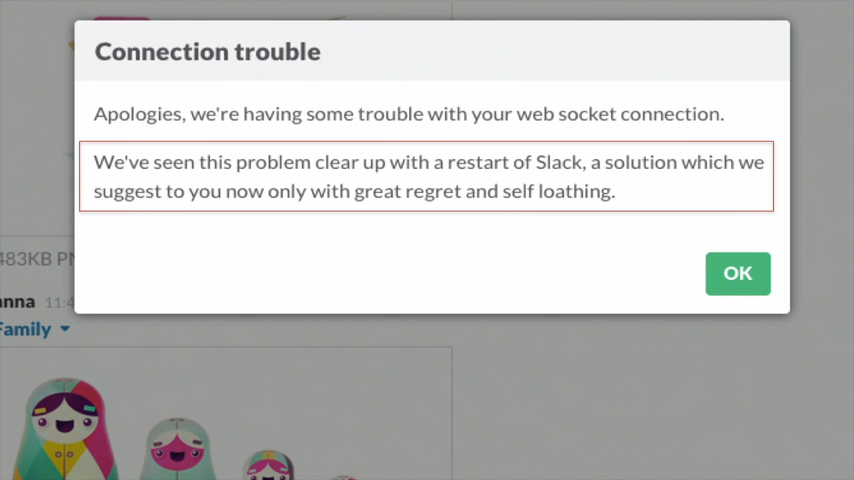 Connection trouble
Apologies, we're having some trouble with your web socket connection.
We've seen this problem clear up with a restart of Slack, a solution which we
suggest to you now only with great regret and self loathing.
OK
483KB PN
nna 11:4
Family